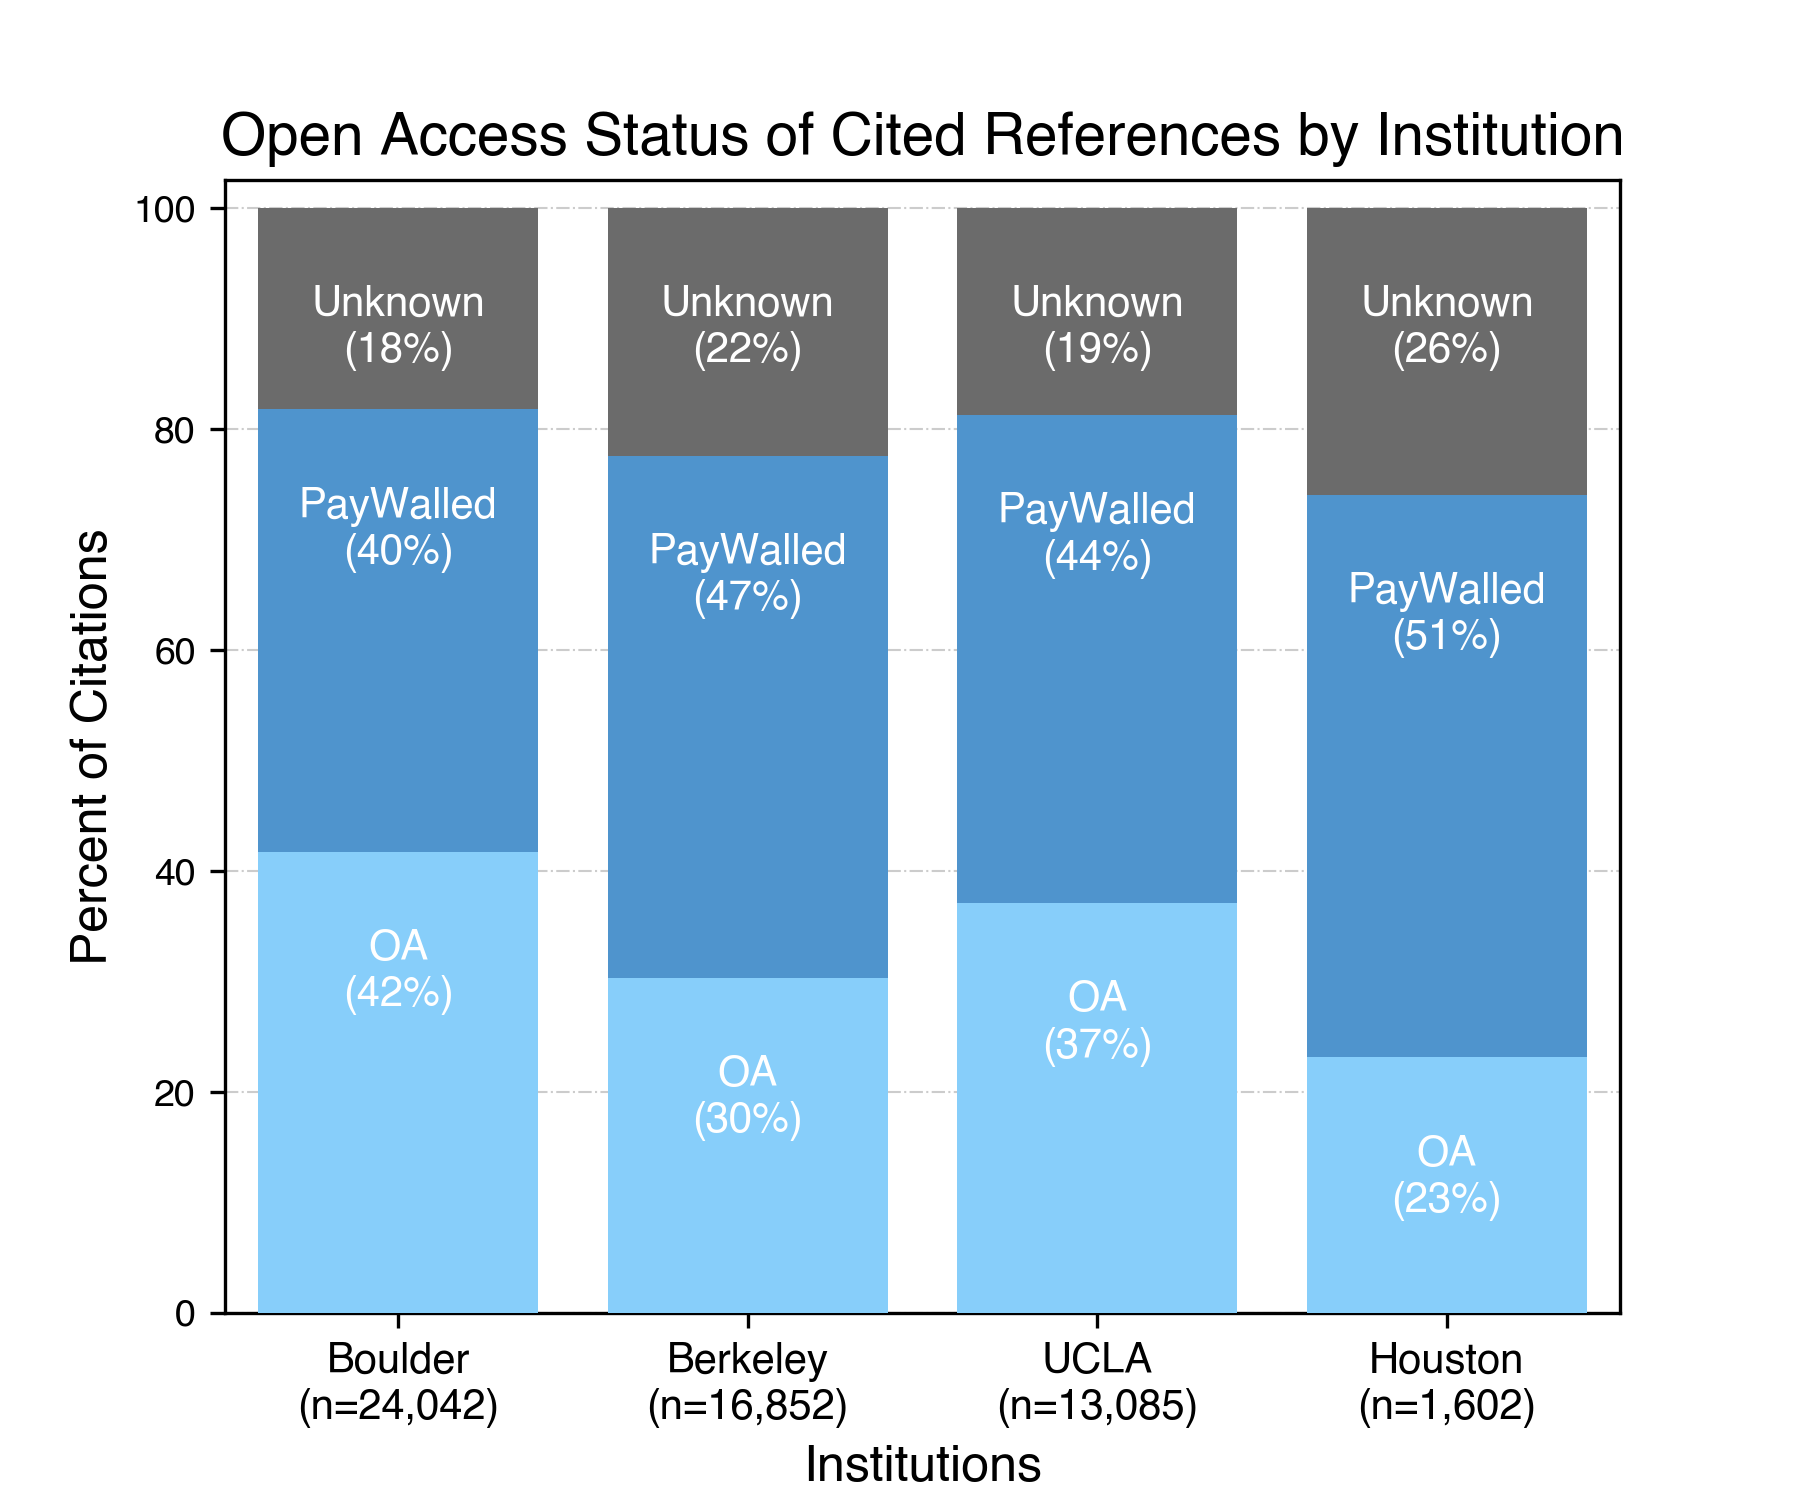 Open Access Status of Cited References by Institution
Percent of Citations
100
80
60
40
20
0
Unknown
(18%)
PayWalled
(40%)
OA
(42%)
Unknown
(22%)
PayWalled
(47%)
OA
(30%)
Unknown
(19%)
PayWalled
(44%)
OA
(37%)
Unknown
(26%)
PayWalled
(51%)
OA
(23%)
Boulder
(n=24,042)
Berkeley
(n=16,852)
UCLA
(n=13,085)
Houston
(n=1,602)
Institutions